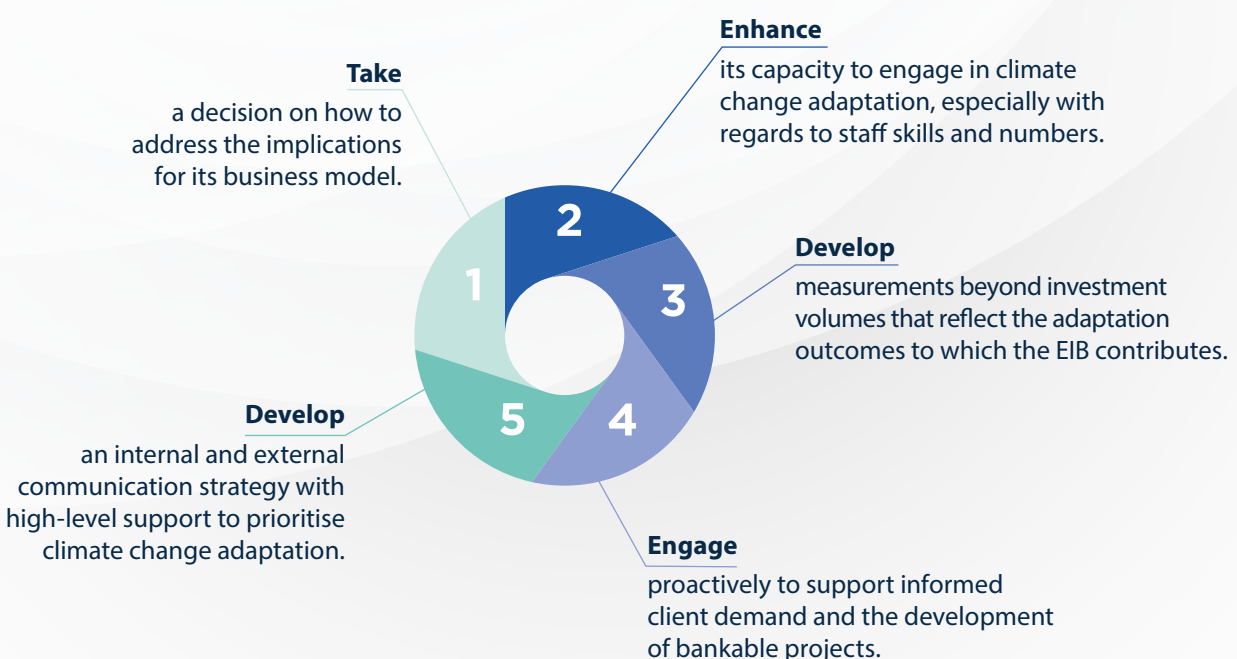 Take
a decision on how to
address the implications
for its business model.
1
Enhance
its capacity to engage in climate
change adaptation, especially with
regards to staff skills and numbers.
2
Develop
measurements beyond investment
volumes that reflect the adaptation
outcomes to which the EIB contributes.
3
Engage
proactively to support informed
client demand and the development
of bankable projects.
4
Develop
an internal and external
communication strategy with
high-level support to prioritise
climate change adaptation.
5